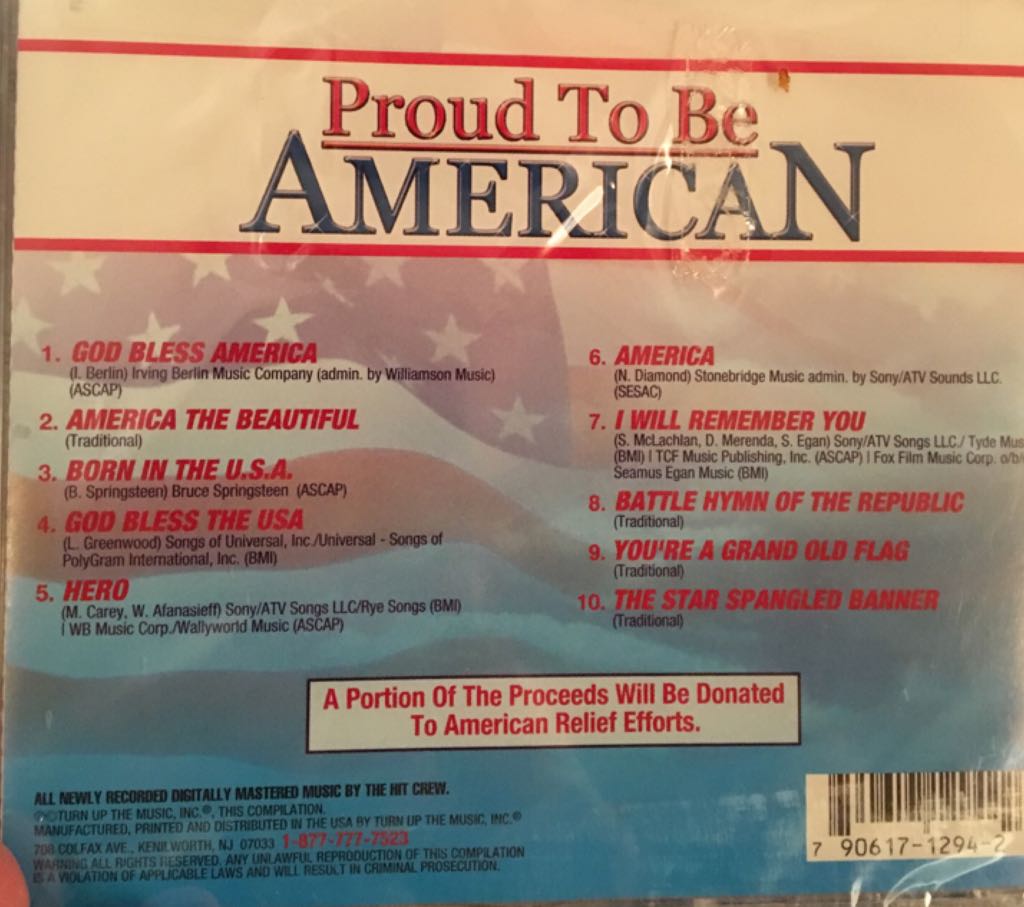 Proud To Be
AMERICAN
1. GOD BLESS AMERICA
(I. Berlin) Irving Berlin Music Company (admin. by Williamson Music)
(ASCAP)
2. AMERICA THE BEAUTIFUL
(Traditional)
3. BORN IN THE U.S.A.
(B. Springsteen) Bruce Springsteen (ASCAP)
4. GOD BLESS THE USA
(L. Greenwood) Songs of Universal, Inc./Universal - Songs of
PolyGram International, Inc. (BMI)
5. HERO
(M. Carey, W. Afanasieff) Sony/ATV Songs LLC/Rye Songs (BMI)
| WB Music Corp./Wallyworld Music (ASCAP)
6. AMERICA
(N. Diamond) Stonebridge Music admin. by Sony/ATV Sounds LLC.
(SESAC)
7. I WILL REMEMBER YOU
(S. McLachlan, D. Merenda, S. Egan) Sony/ATV Songs LLC./ Tyde Mus
(BMI) | TCF Music Publishing, Inc. (ASCAP) | Fox Film Music Corp. o/b/
Seamus Egan Music (BMI)
8. BATTLE HYMN OF THE REPUBLIC
(Traditional)
9. YOU'RE A GRAND OLD FLAG
(Traditional)
10. THE STAR SPANGLED BANNER
(Traditional)
A Portion Of The Proceeds Will Be Donated
To American Relief Efforts.
ALL NEWLY RECORDED DIGITALLY MASTERED MUSIC BY THE HIT CREW.
℗©TURN UP THE MUSIC, INC.®, THIS COMPILATION.
MANUFACTURED, PRINTED AND DISTRIBUTED IN THE USA BY TURN UP THE MUSIC, INC.®
708 COLFAX AVE., KENILWORTH, NJ 07033 1-877-777-7523
WARNING ALL RIGHTS RESERVED. ANY UNLAWFUL REPRODUCTION OF THIS COMPILATION
IS A VIOLATION OF APPLICABLE LAWS AND WILL RESULT IN CRIMINAL PROSECUTION.
7 90617-1294-2